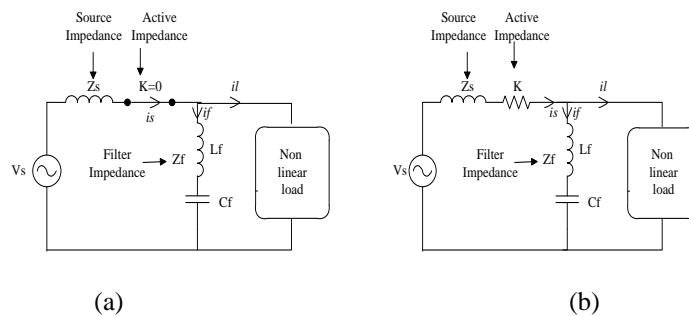 Source Impedance
Active Impedance
Zs
K=0
is
if
il
Vs
Filter Impedance
Zf
Lf
Cf
Non linear load
(a)
Source Impedance
Active Impedance
Zs
K
is
if
il
Vs
Filter Impedance
Zf
Lf
Cf
Non linear load
(b)